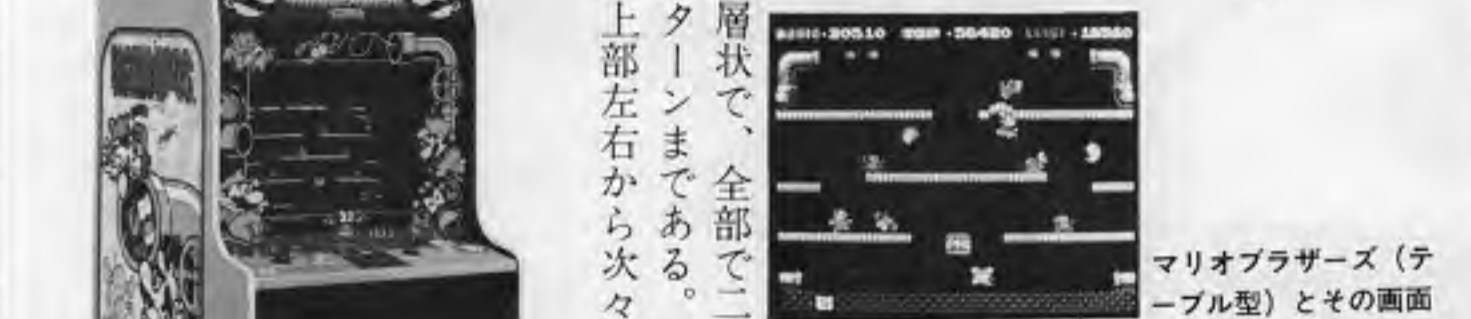 層状で、全部で二
ターンまである。
上部左右から次々
・20510 ・56420
マリオブラザーズ（テ
ーブル型）とその画面